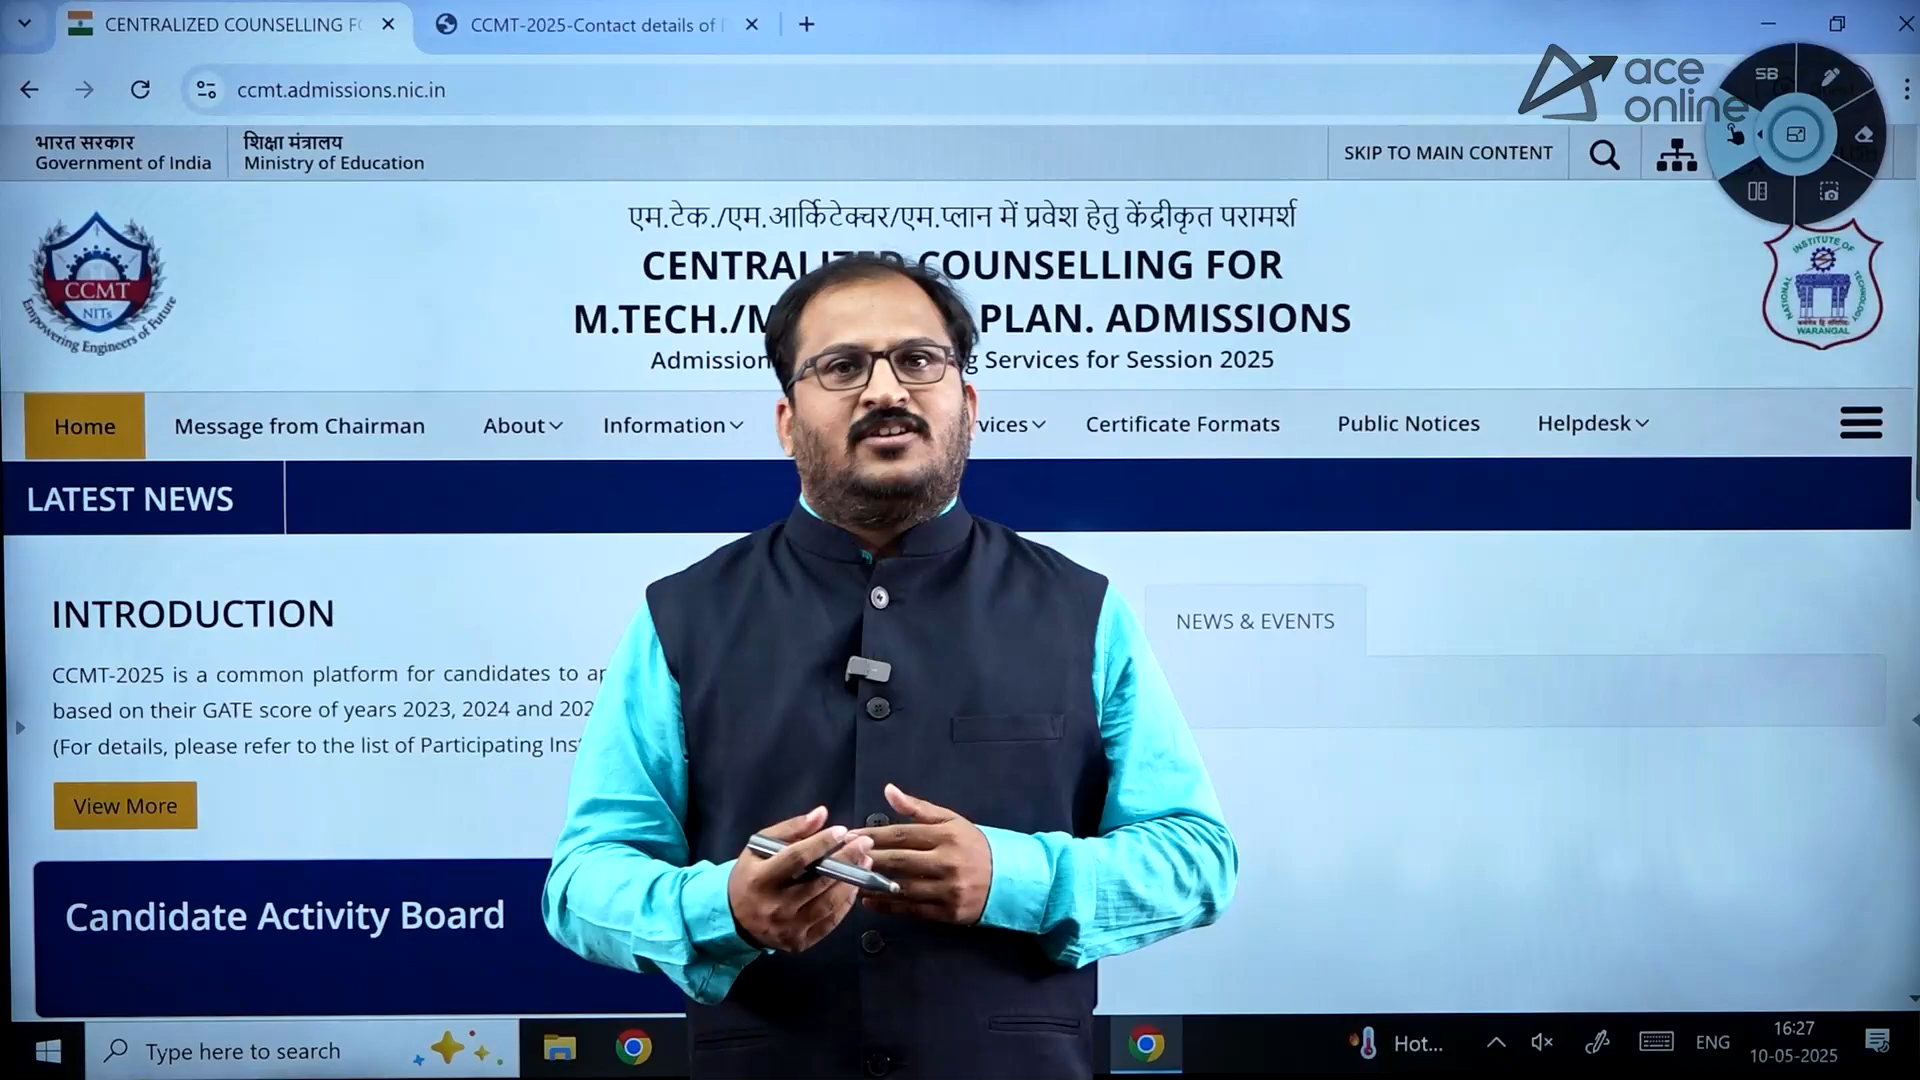 CENTRALIZED COUNSELLING F
CCMT-2025-Contact details of
ccmt.admissions.nic.in
ace
online
SB
भारत सरकार
Government of India
शिक्षा मंत्रालय
Ministry of Education
SKIP TO MAIN CONTENT
एम.टेक./एम.आर्किटेक्चर/एम.प्लान में प्रवेश हेतु केंद्रीकृत परामर्श
CENTRALI COUNSELLING FOR
M.TECH./M PLAN. ADMISSIONS
Admission g Services for Session 2025
CCMT
NITs
Empowering Engineers of Future
NATIONAL INSTITUTE OF TECHNOLOGY
WARANGAL
Home
Message from Chairman
About
Information
vices
Certificate Formats
Public Notices
Helpdesk
LATEST NEWS
INTRODUCTION
CCMT-2025 is a common platform for candidates to ap
based on their GATE score of years 2023, 2024 and 202
(For details, please refer to the list of Participating Ins
View More
NEWS & EVENTS
Candidate Activity Board
Type here to search
Hot...
ENG
16:27
10-05-2025